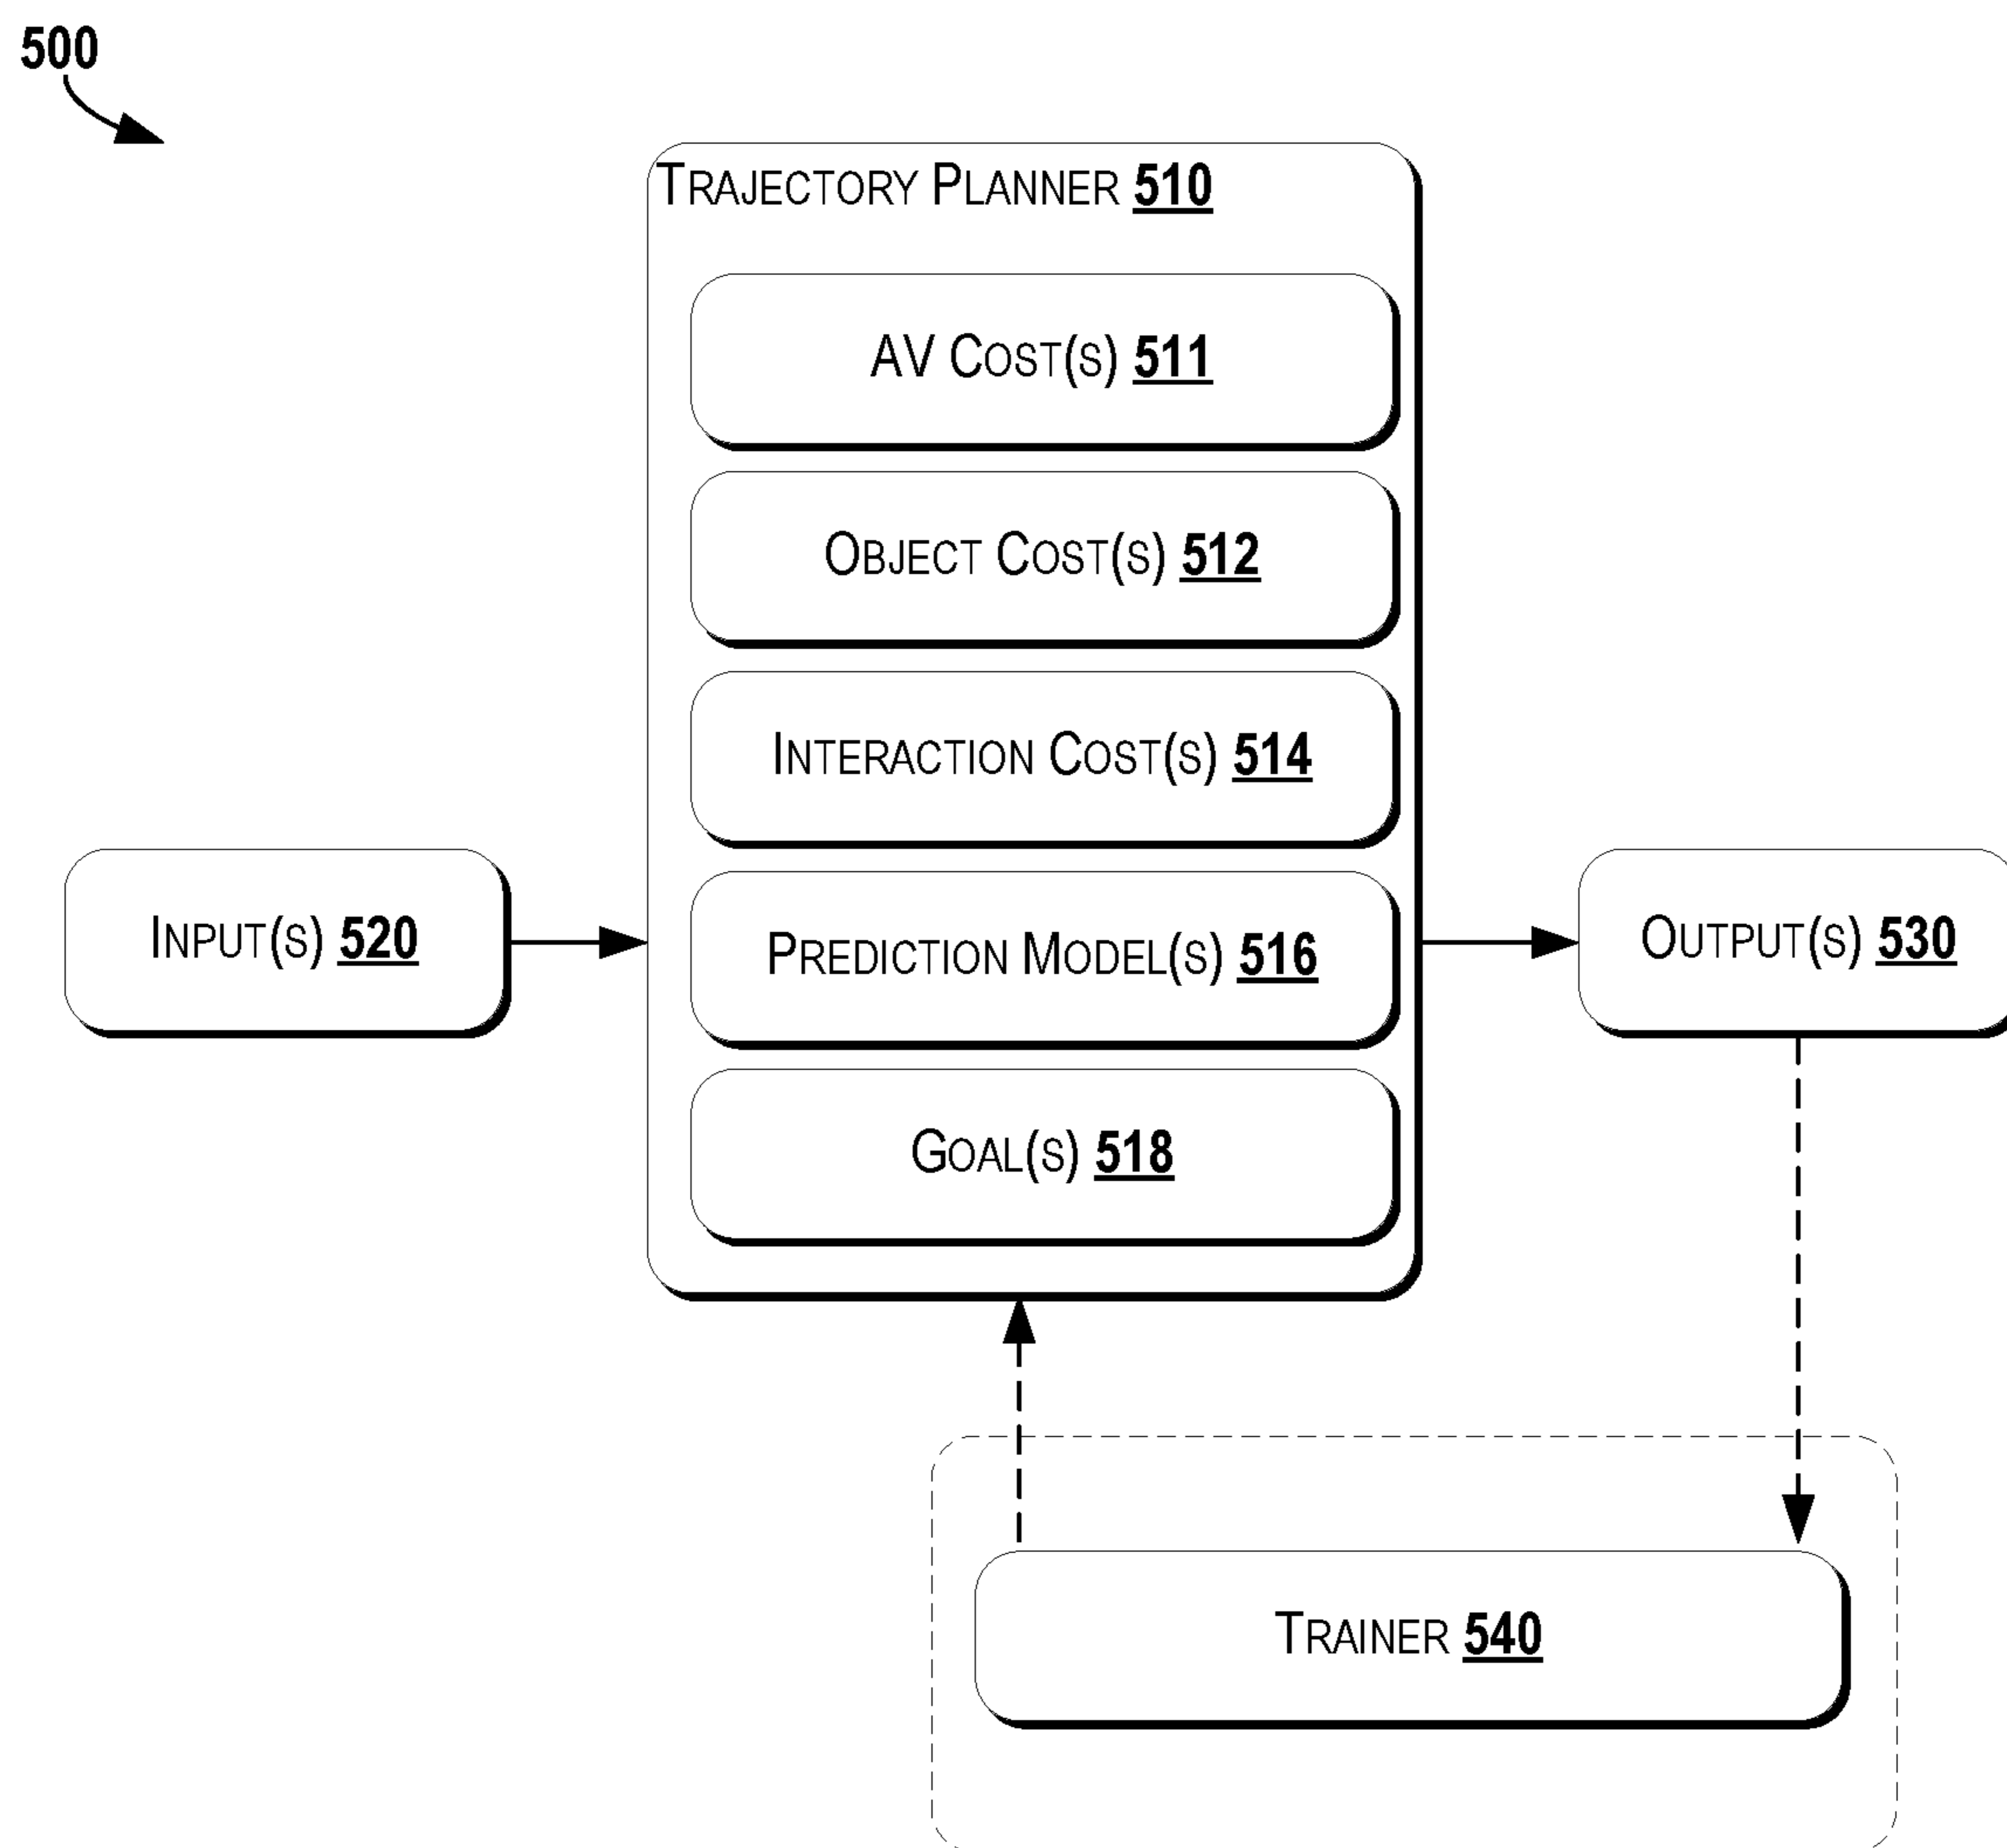 500
TRAJECTORY PLANNER 510
AV COST(S) 511
OBJECT COST(S) 512
INTERACTION COST(S) 514
INPUT(S) 520
PREDICTION MODEL(S) 516
OUTPUT(S) 530
GOAL(S) 518
TRAINER 540